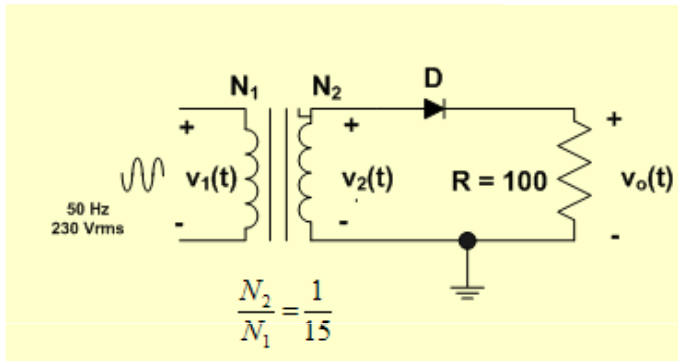 N₁ N₂ D
+ + +
v₁(t) v₂(t) R = 100 vₒ(t)
50 Hz
230 Vrms
- - -
N₂/N₁ = 1/15